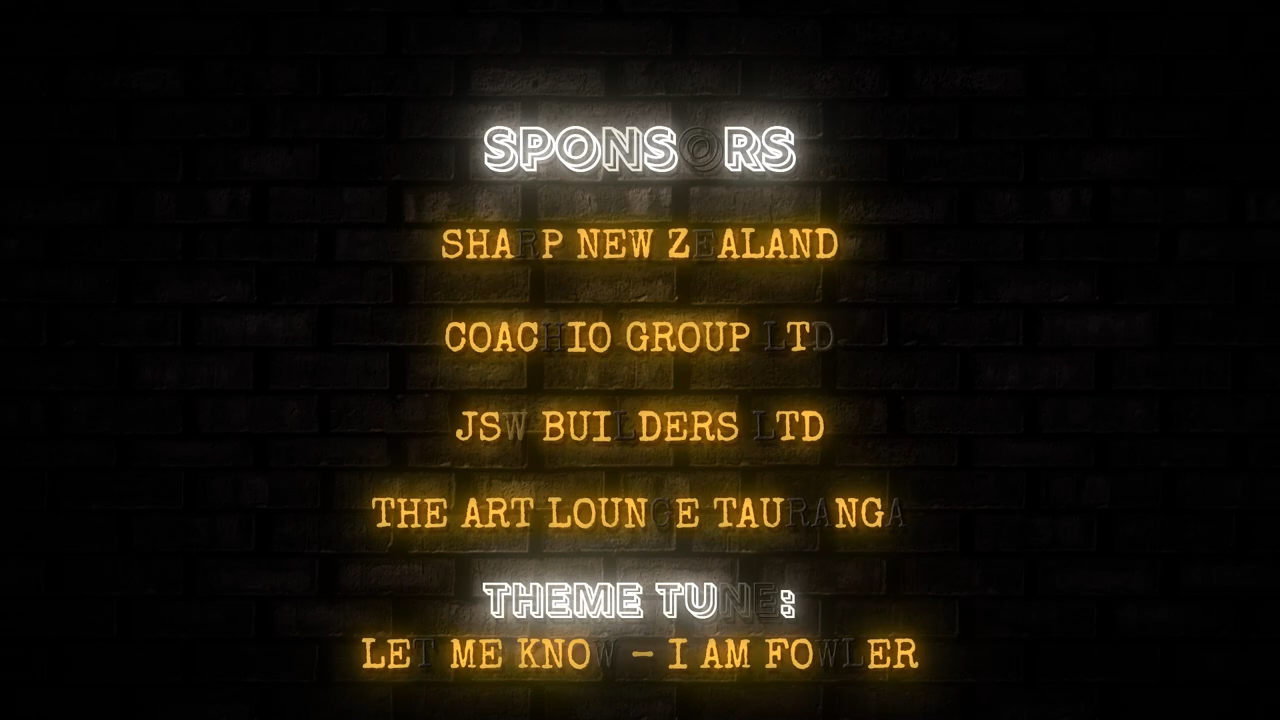 SPONSORS
SHARP NEW ZEALAND
COACHIO GROUP LTD
JSW BUILDERS LTD
THE ART LOUNGE TAURANGA
THEME TUNE:
LET ME KNOW - I AM FOWLER